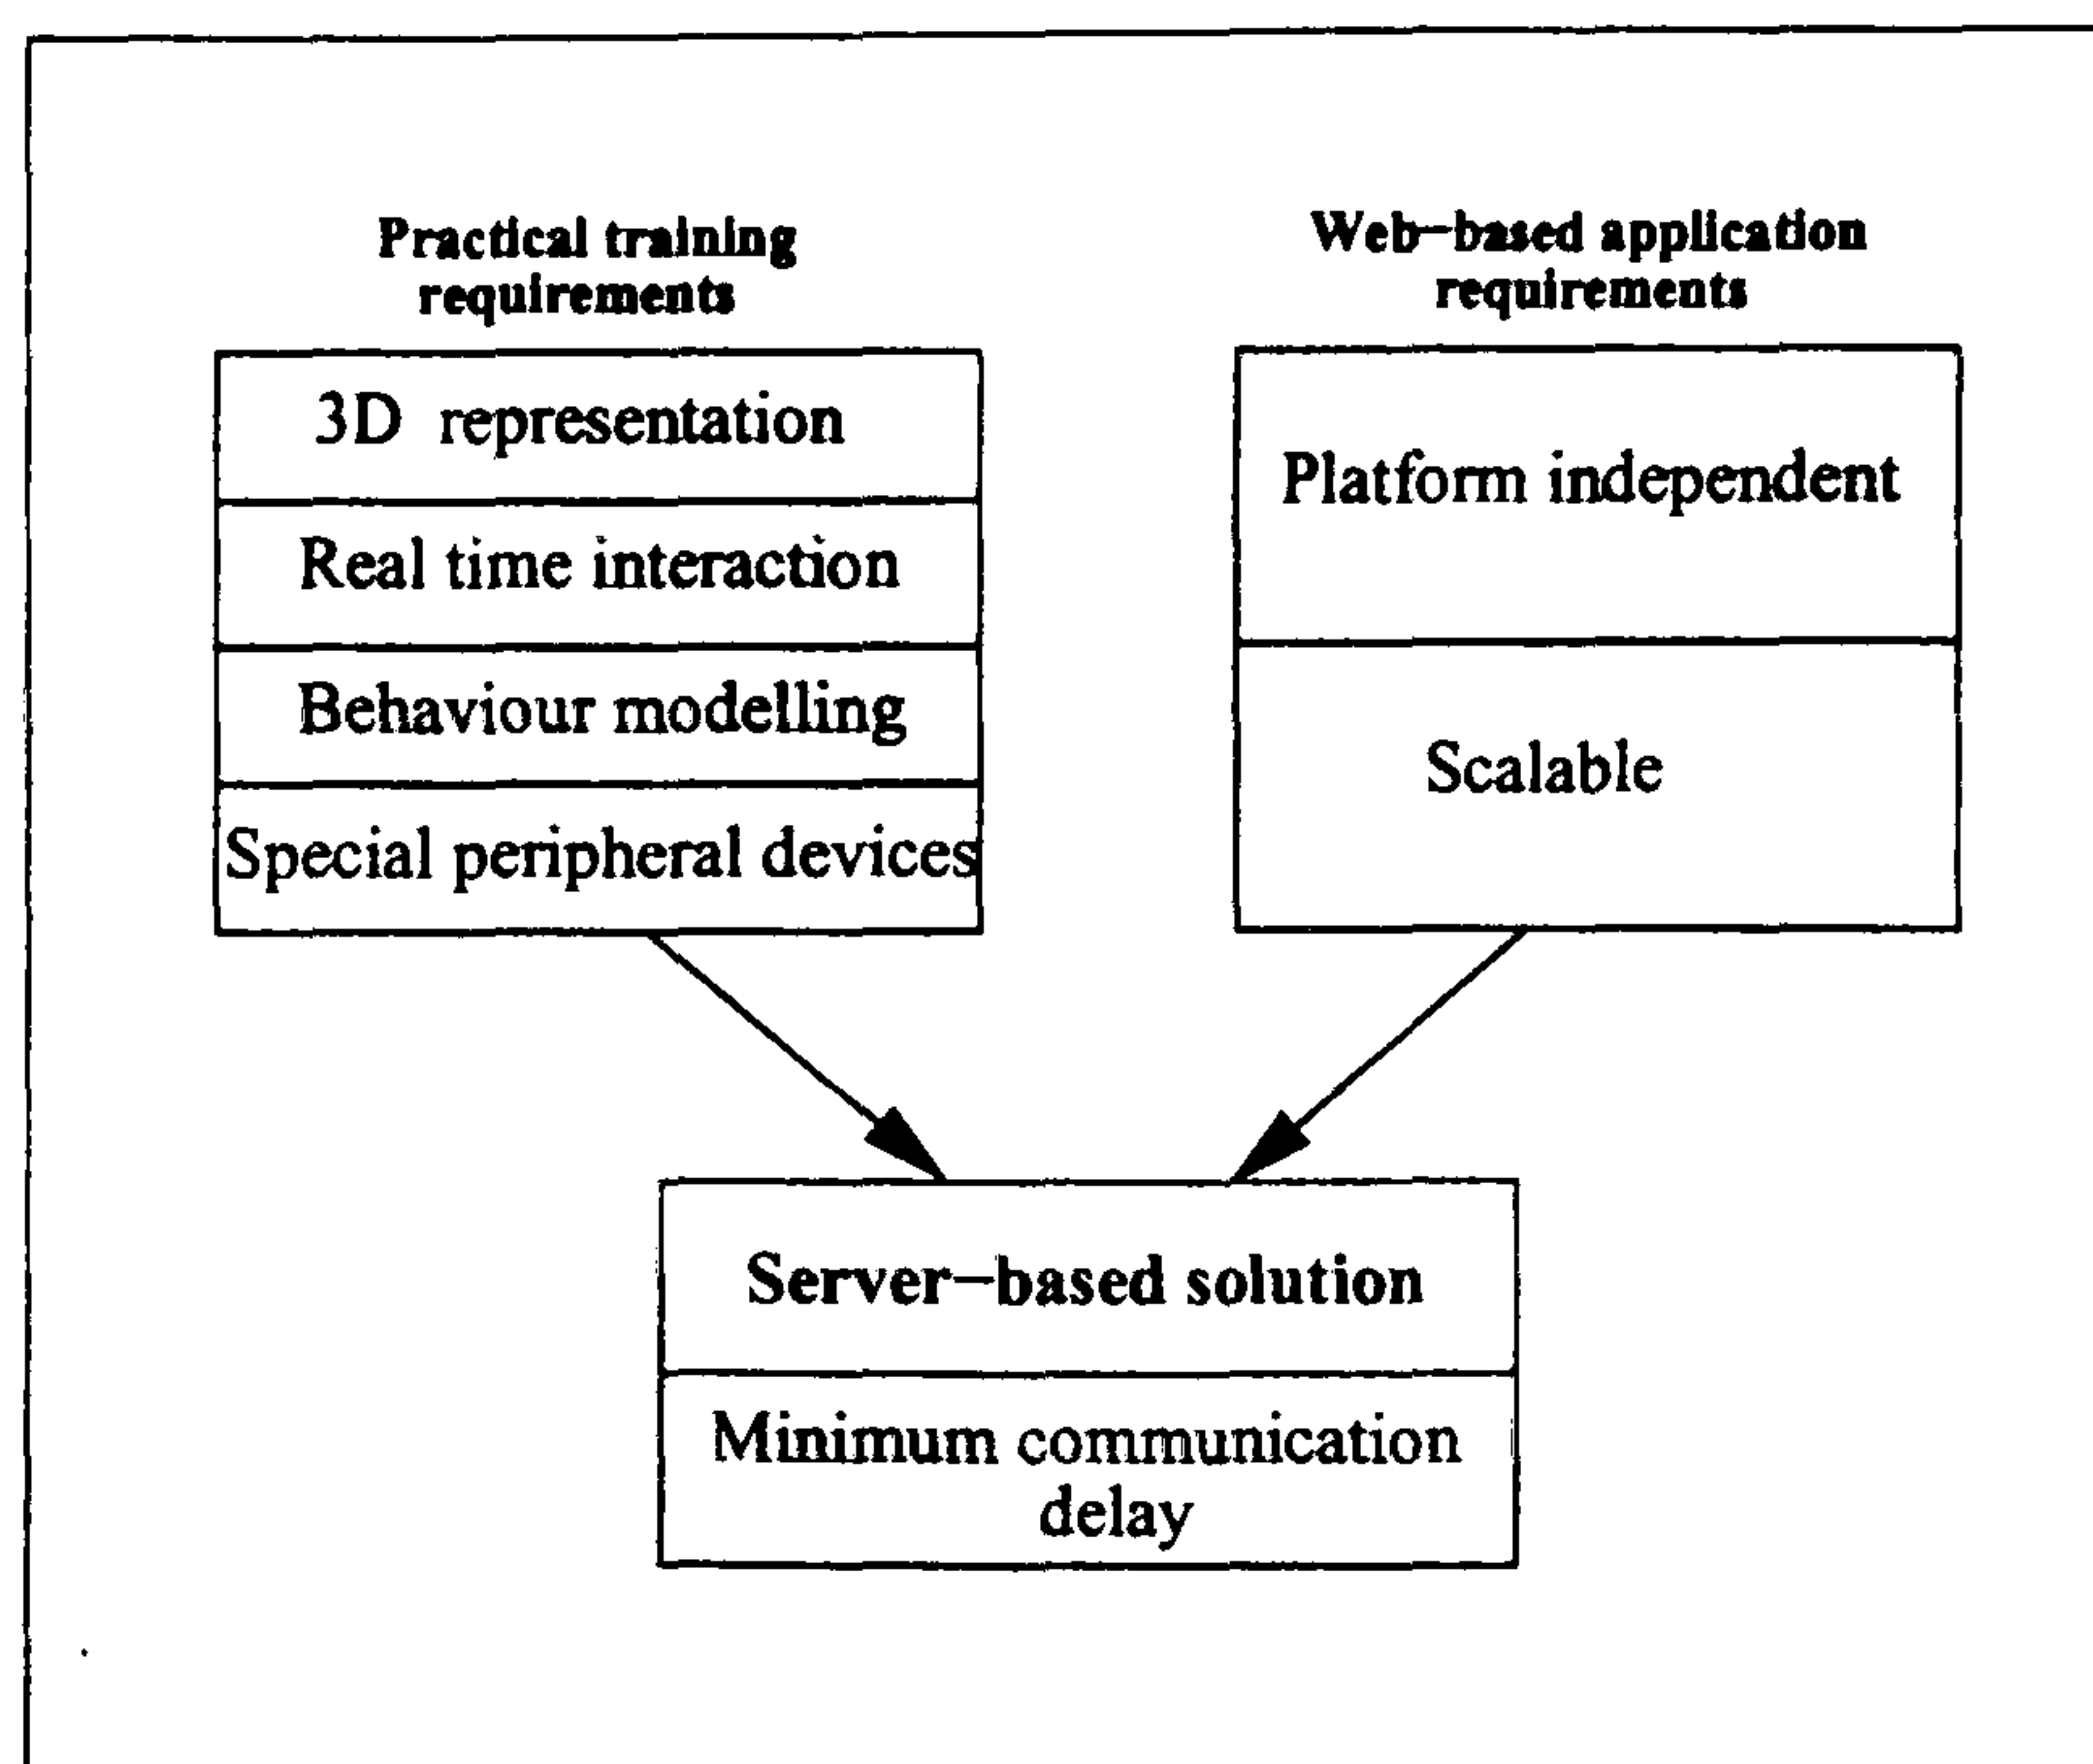 Practical training
requirements
3D representation
Real time interaction
Behaviour modelling
Special peripheral devices
Web-based application
requirements
Platform independent
Scalable
Server-based solution
Minimum communication
delay